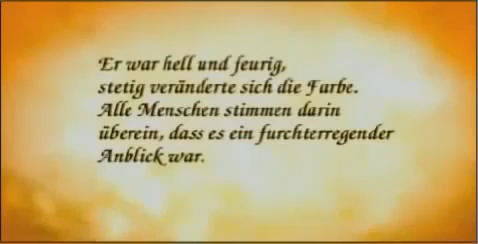 Er war hell und feurig,
stetig veränderte sich die Farbe.
Alle Menschen stimmen darin
überein, dass es ein furchterregender
Anblick war.